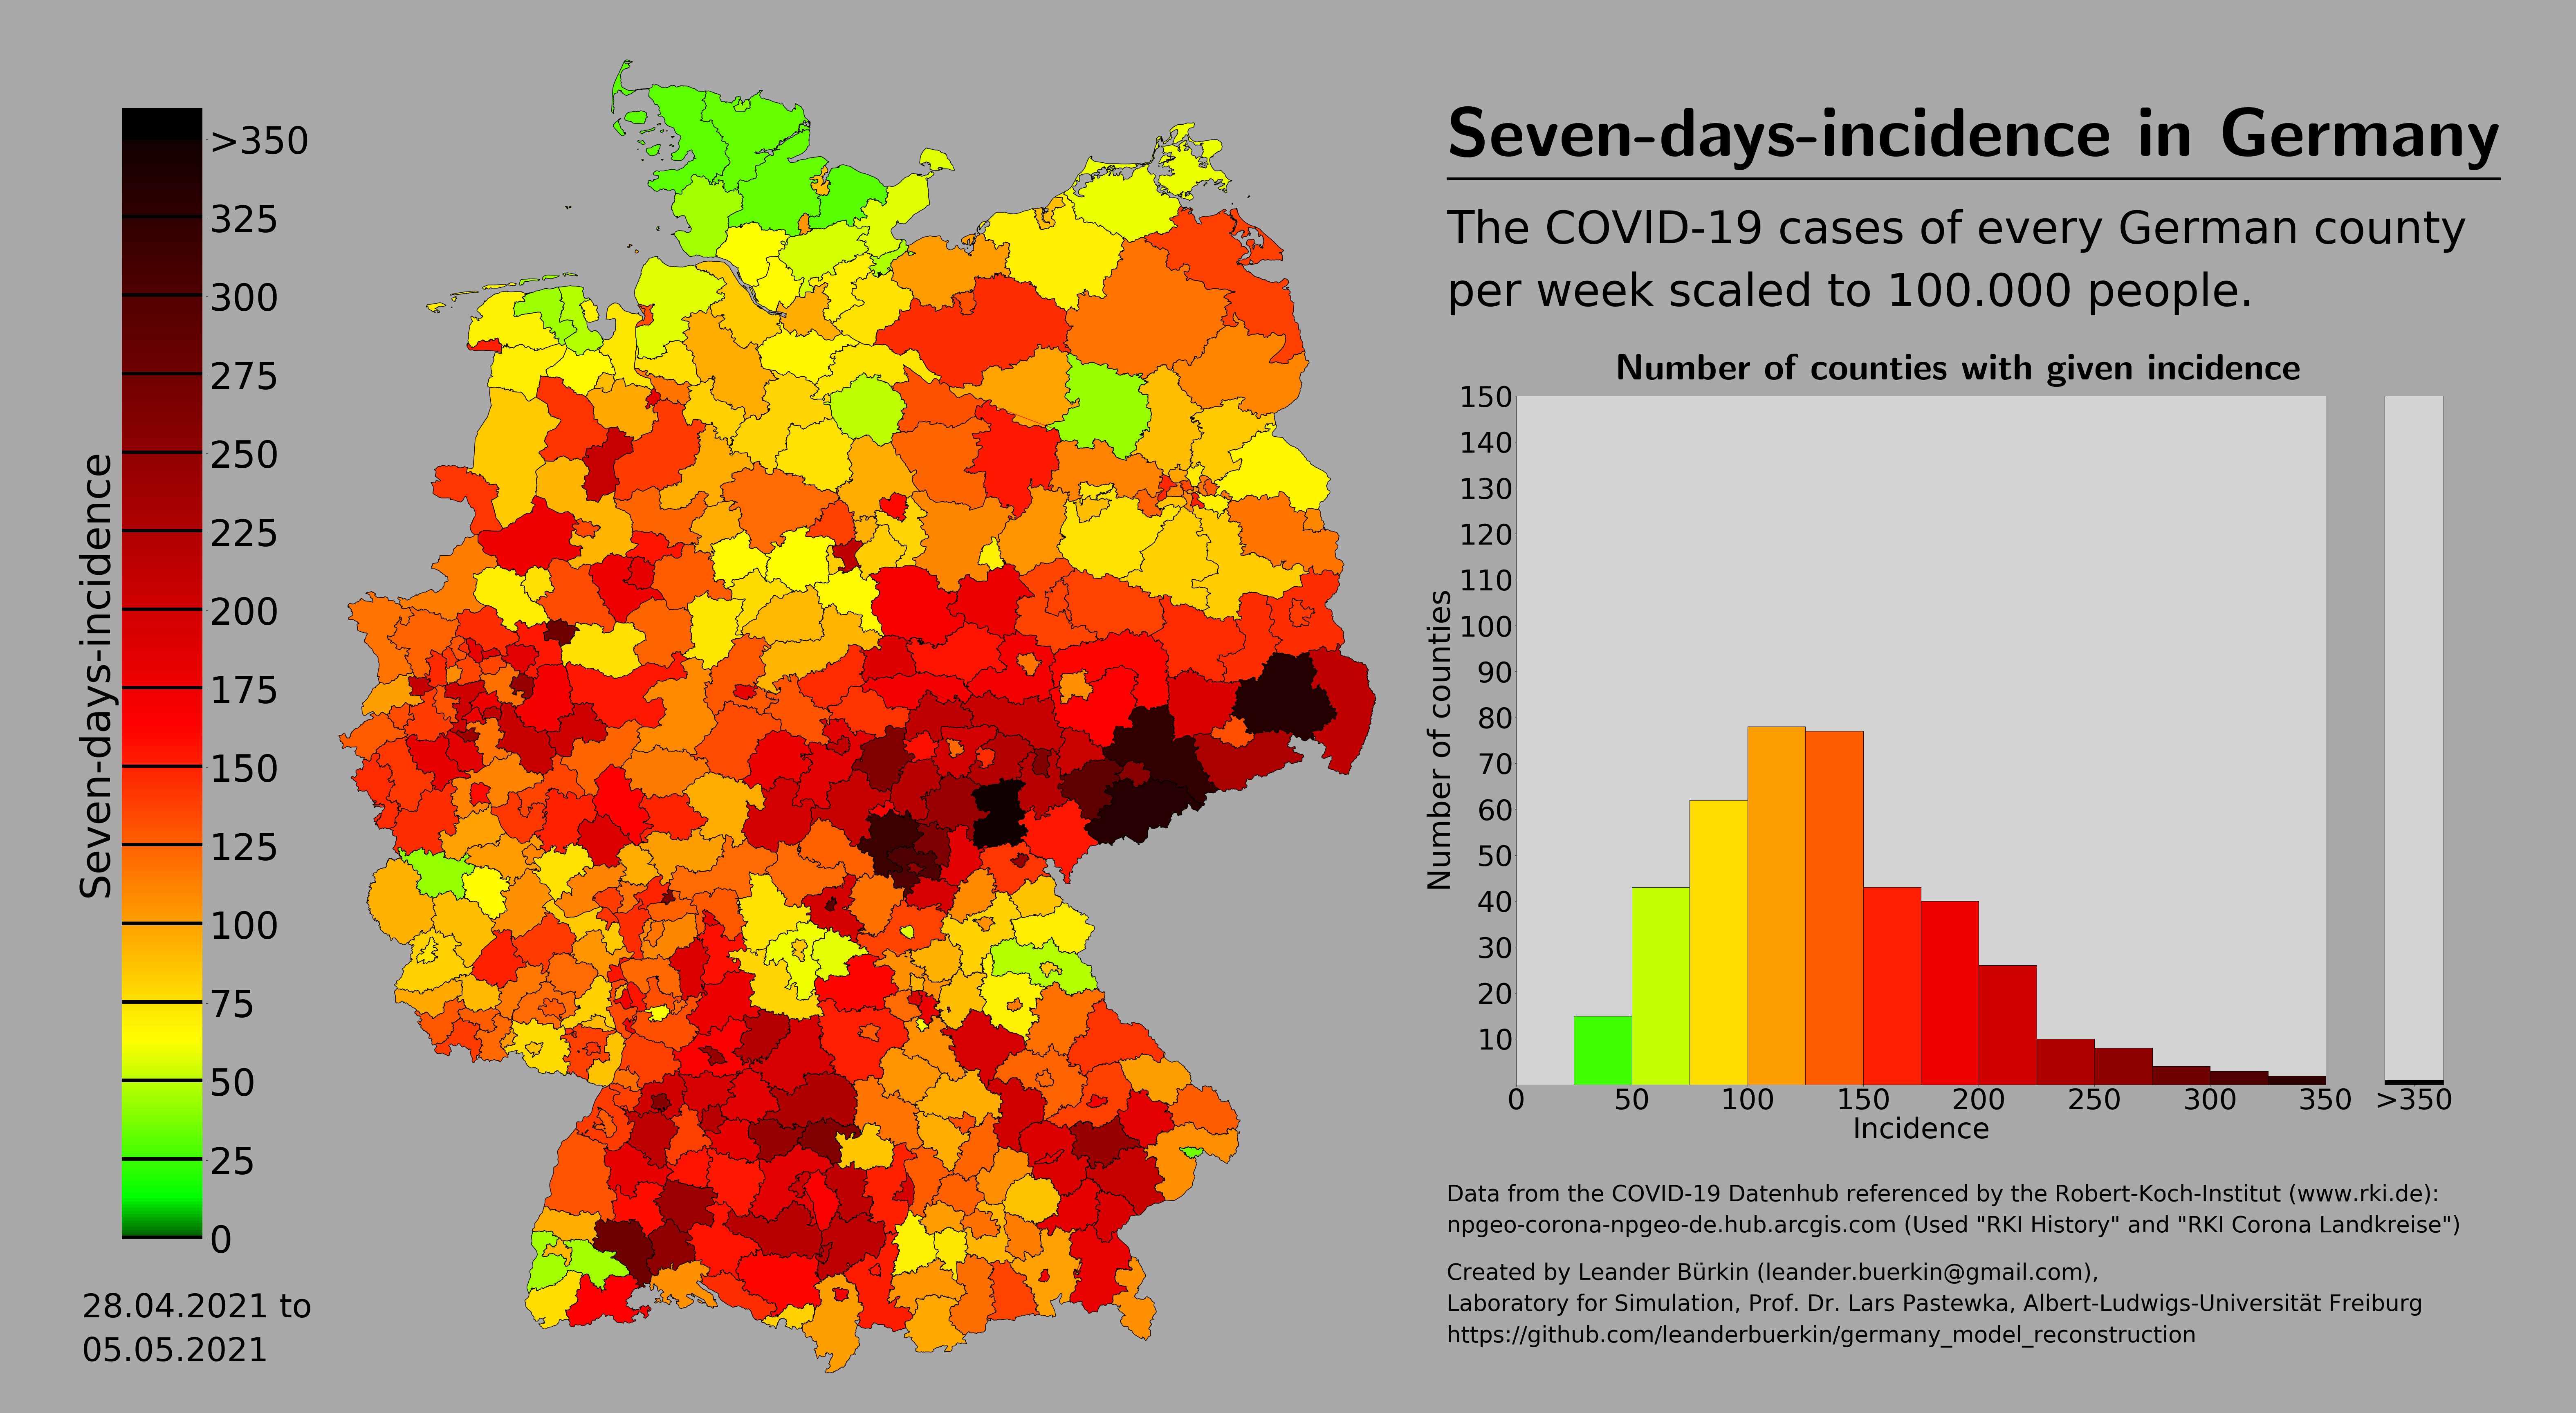 Seven-days-incidence
>350
325
300
275
250
225
200
175
150
125
100
75
50
25
0
28.04.2021 to
05.05.2021
Seven-days-incidence in Germany
The COVID-19 cases of every German county
per week scaled to 100.000 people.
Number of counties with given incidence
Number of counties
150
140
130
120
110
100
90
80
70
60
50
40
30
20
10
0 50 100 150 200 250 300 350 >350
Incidence
Data from the COVID-19 Datenhub referenced by the Robert-Koch-Institut (www.rki.de):
npgeo-corona-npgeo-de.hub.arcgis.com (Used "RKI History" and "RKI Corona Landkreise")
Created by Leander Bürkin (leander.buerkin@gmail.com),
Laboratory for Simulation, Prof. Dr. Lars Pastewka, Albert-Ludwigs-Universität Freiburg
https://github.com/leanderbuerkin/germany_model_reconstruction